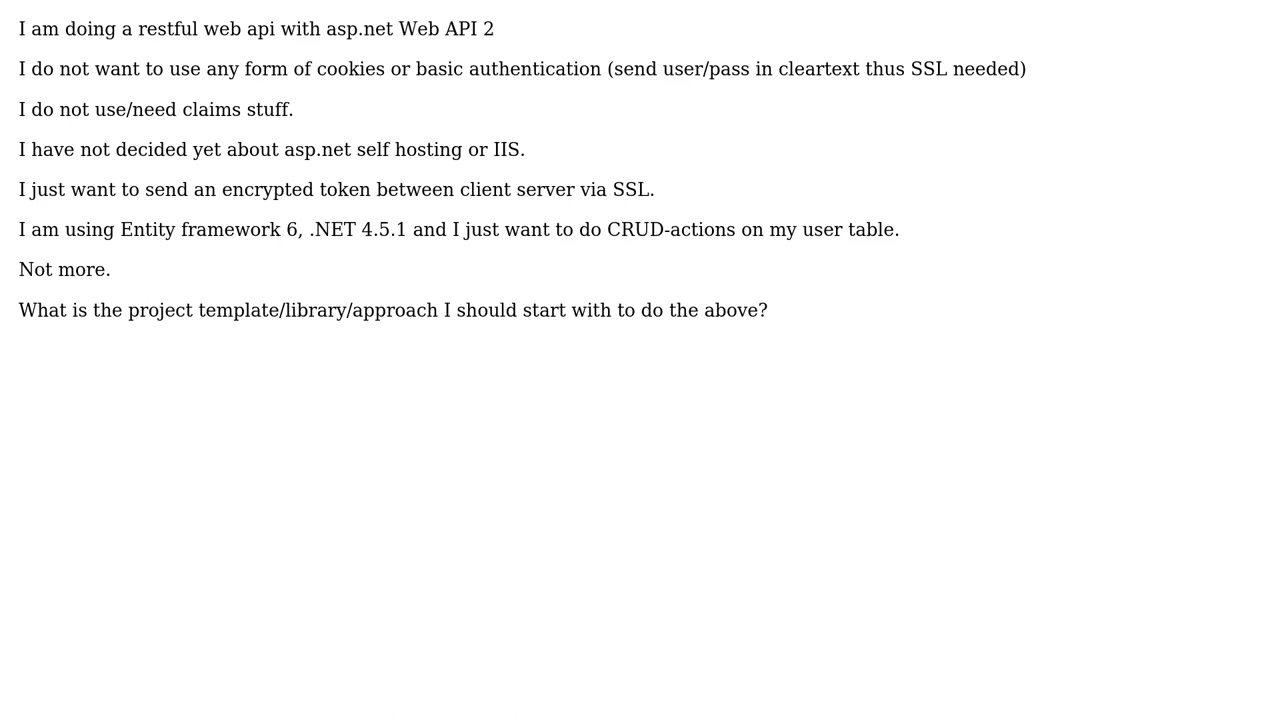 I am doing a restful web api with asp.net Web API 2
I do not want to use any form of cookies or basic authentication (send user/pass in cleartext thus SSL needed)
I do not use/need claims stuff.
I have not decided yet about asp.net self hosting or IIS.
I just want to send an encrypted token between client server via SSL.
I am using Entity framework 6, .NET 4.5.1 and I just want to do CRUD-actions on my user table.
Not more.
What is the project template/library/approach I should start with to do the above?